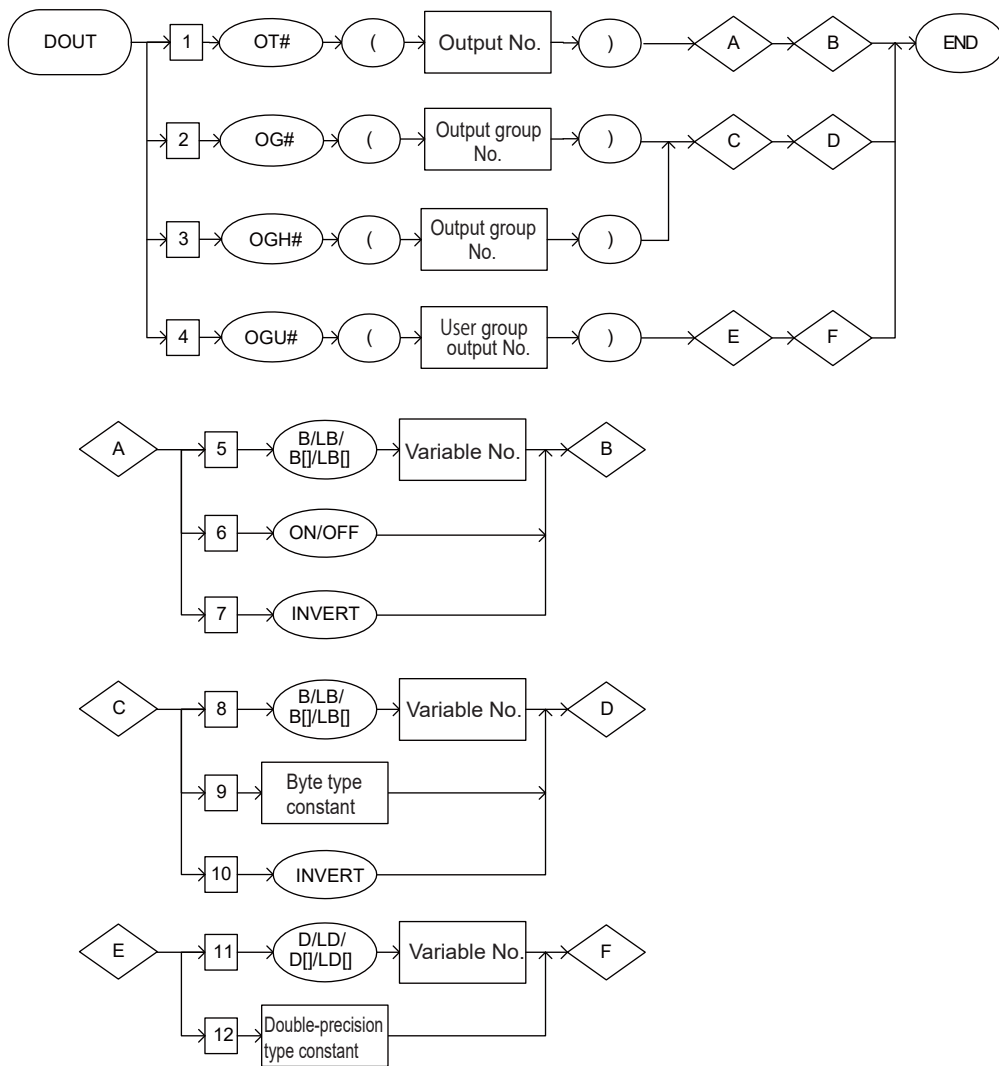 DOUT 1 OT# ( Output No. ) A B END
2 OG# ( Output group
No. ) C D
3 OGH# ( Output group
No. )
4 OGU# ( User group
output No. ) E F
A 5 B/LB/
B[]/LB[] Variable No. B
6 ON/OFF
7 INVERT
C 8 B/LB/
B[]/LB[] Variable No. D
9 Byte type
constant
10 INVERT
E 11 D/LD/
D[]/LD[] Variable No. F
12 Double-precision
type constant